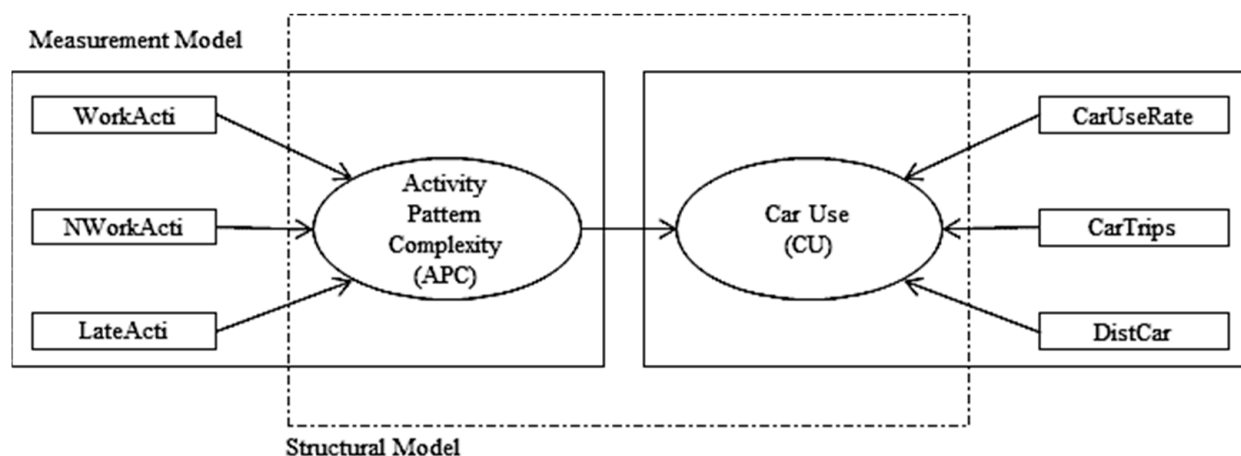 Measurement Model
WorkActi
NWorkActi
LateActi
Activity
Pattern
Complexity
(APC)
Car Use
(CU)
CarUseRate
CarTrips
DistCar
Structural Model